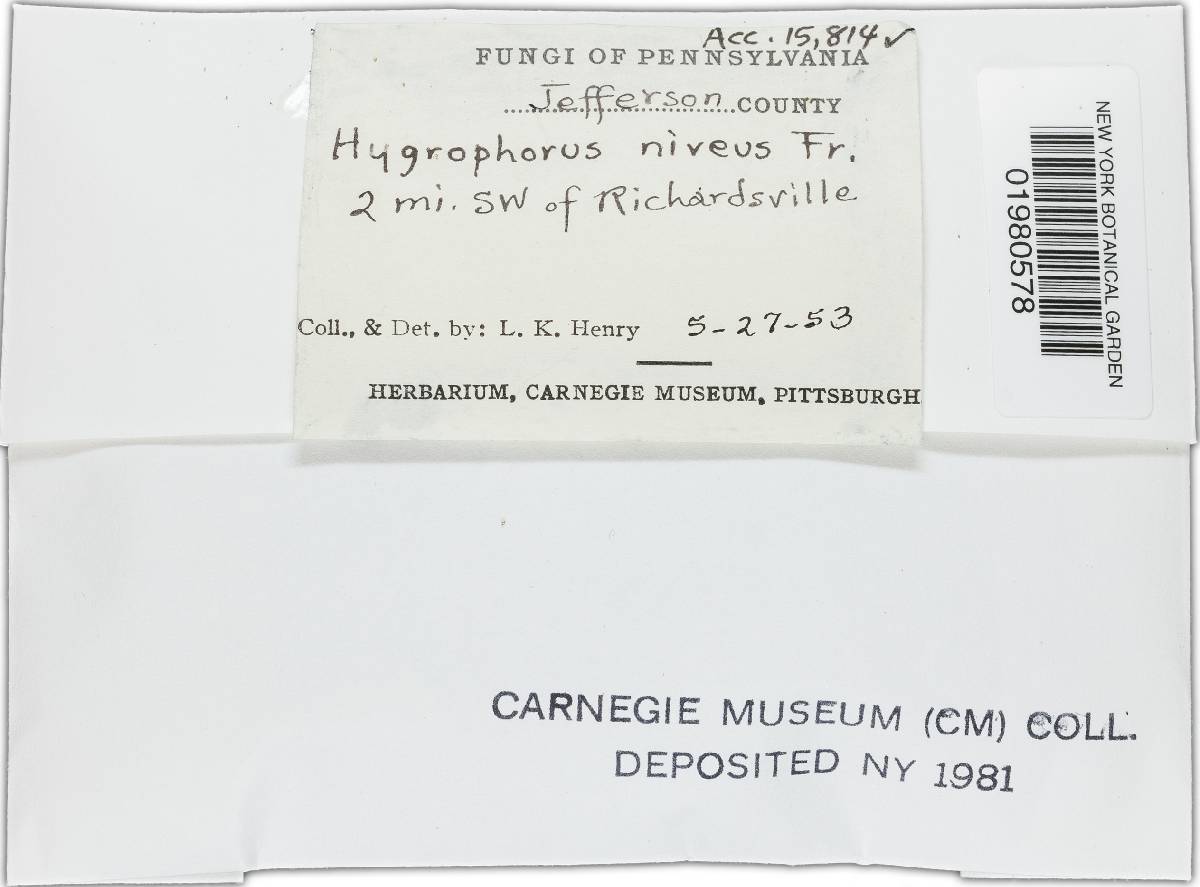 Acc. 15,814 ✓
FUNGI OF PENNSYLVANIA
Jefferson COUNTY
Hygrophorus niveus Fr.
2 mi. SW of Richardsville
Coll., & Det. by: L. K. Henry 5-27-53
HERBARIUM, CARNEGIE MUSEUM, PITTSBURGH
NEW YORK BOTANICAL GARDEN
01980578
CARNEGIE MUSEUM (CM) COLL.
DEPOSITED NY 1981